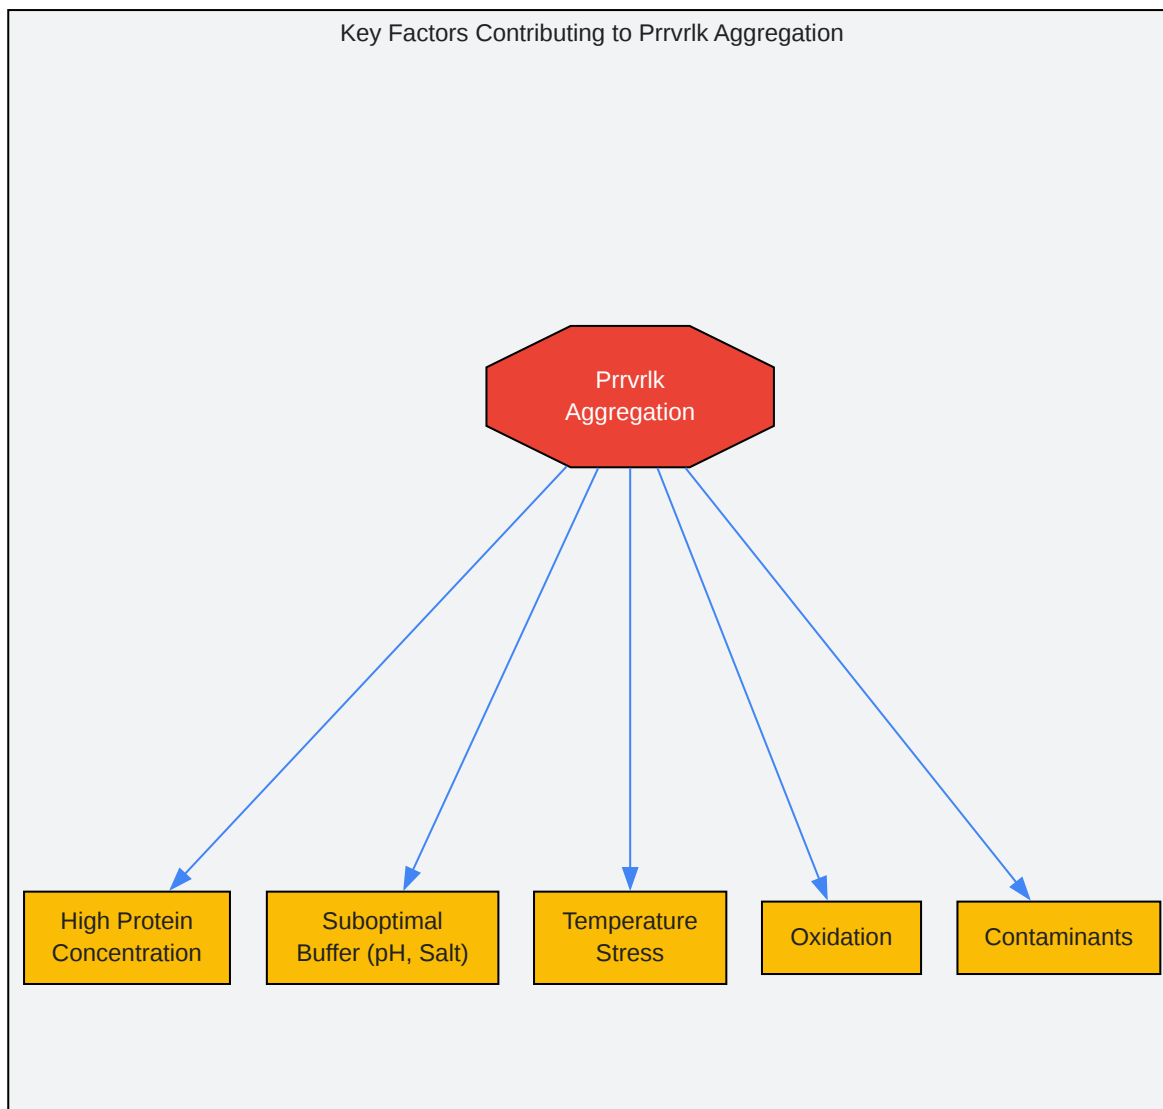 Key Factors Contributing to Prrvrlk Aggregation
Prrvrlk
Aggregation
High Protein
Concentration
Suboptimal
Buffer (pH, Salt)
Temperature
Stress
Oxidation
Contaminants